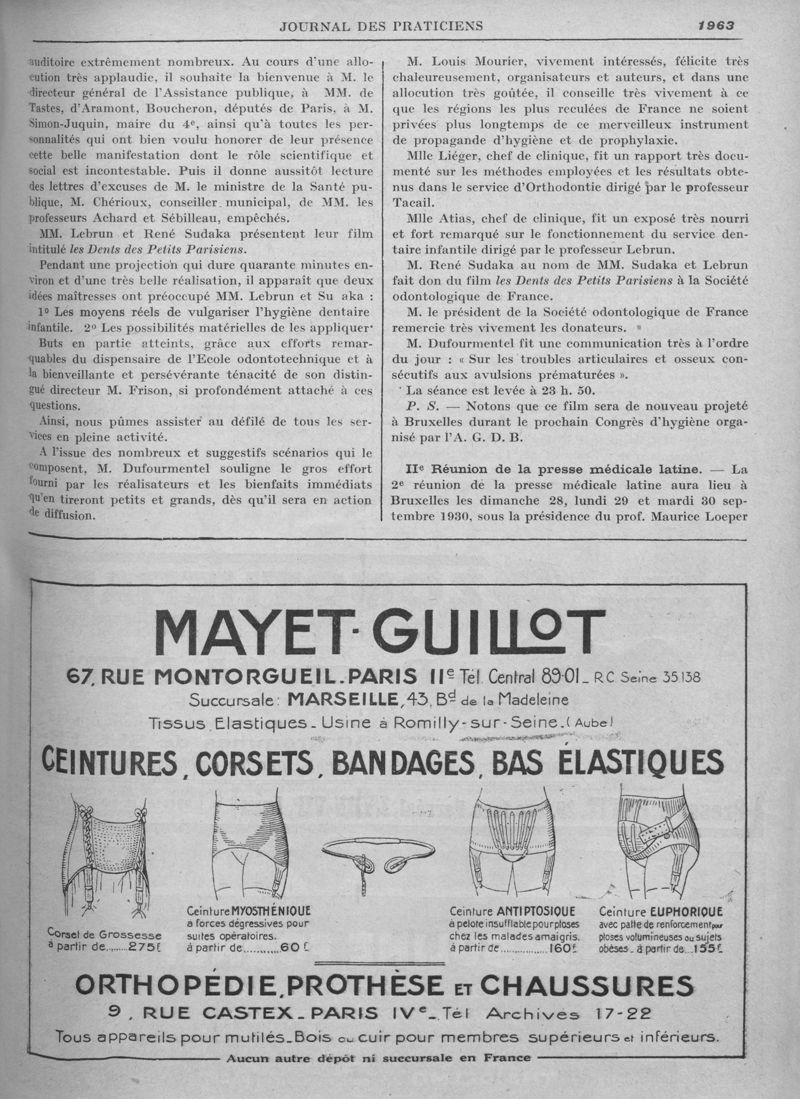 JOURNAL DES PRATICIENS
1963
auditoire extrêmement nombreux. Au cours d'une allo-
cution très applaudie, il souhaite la bienvenue à M. le
directeur général de l'Assistance publique, à MM. de
Tastes, d'Aramont, Boucheron, députés de Paris, à M.
Simon-Juquin, maire du 4e, ainsi qu'à toutes les per-
sonnalités qui ont bien voulu honorer de leur présence
cette belle manifestation dont le rôle scientifique et
social est incontestable. Puis il donne aussitôt lecture
des lettres d'excuses de M. le ministre de la Santé pu-
blique, M. Chérioux, conseiller municipal, de MM. les
professeurs Achard et Sébilleau, empêchés.
MM. Lebrun et René Sudaka présentent leur film
intitulé les Dents des Petits Parisiens.
Pendant une projection qui dure quarante minutes en-
viron et d'une très belle réalisation, il apparait que deux
idées maîtresses ont préoccupé MM. Lebrun et Su aka :
1o Les moyens réels de vulgariser l'hygiène dentaire
infantile. 2o Les possibilités matérielles de les appliquer·
Buts en partie atteints, grâce aux efforts remar-
quables du dispensaire de l'Ecole odontotechnique et à
la bienveillante et persévérante ténacité de son distin-
gué directeur M. Frison, si profondément attaché à ces
questions.
Ainsi, nous pûmes assister au défilé de tous les ser-
vices en pleine activité.
A l'issue des nombreux et suggestifs scénarios qui le
composent, M. Dufourmentel souligne le gros effort
fourni par les réalisateurs et les bienfaits immédiats
qu'en tireront petits et grands, dès qu'il sera en action
de diffusion.
M. Louis Mourier, vivement intéressés, félicite très
chaleureusement, organisateurs et auteurs, et dans une
allocution très goûtée, il conseille très vivement à ce
que les régions les plus reculées de France ne soient
privées plus longtemps de ce merveilleux instrument
de propagande d'hygiène et de prophylaxie.
Mlle Liéger, chef de clinique, fit un rapport très docu-
menté sur les méthodes employées et les résultats obte-
nus dans le service d'Orthodontie dirigé par le professeur
Tacail.
Mlle Atias, chef de clinique, fit un exposé très nourri
et fort remarqué sur le fonctionnement du service den-
taire infantile dirigé par le professeur Lebrun.
M. René Sudaka au nom de MM. Sudaka et Lebrun
fait don du film les Dents des Petits Parisiens à la Société
odontologique de France.
M. le président de la Société odontologique de France
remercie très vivement les donateurs.
M. Dufourmentel fit une communication très à l'ordre
du jour : « Sur les troubles articulaires et osseux con-
sécutifs aux avulsions prématurées ».
La séance est levée à 23 h. 50.
P. S. — Notons que ce film sera de nouveau projeté
à Bruxelles durant le prochain Congrès d'hygiène orga-
nisé par l'A. G. D. B.
IIe Réunion de la presse médicale latine. — La
2e réunion de la presse médicale latine aura lieu à
Bruxelles les dimanche 28, lundi 29 et mardi 30 sep-
tembre 1930, sous la présidence du prof. Maurice Loeper
MAYET-GUILLOT
67, RUE MONTORGUEIL_PARIS IIe Tél. Central 89-01_ R.C Seine 35138
Succursale: MARSEILLE, 43, Bd de la Madeleine
Tissus Elastiques_ Usine à Romilly-sur-Seine_(Aube)
CEINTURES, CORSETS, BANDAGES, BAS ÉLASTIQUES
Corset de Grossesse
à partir de........275f.
Ceinture MYOSTHÉNIQUE
a forces dégressives pour
suites opératoires.
à partir de...........60f.
Ceinture ANTIPTOSIQUE
à pelote insufflable pour ptoses
chez les malades amaigris.
à partir de................160f.
Ceinture EUPHORIQUE
avec patte de renforcement pour
ptoses volumineuses ou sujets
obèses_ à partir de...155f.
ORTHOPÉDIE, PROTHÈSE ET CHAUSSURES
9, RUE CASTEX_PARIS IVe_Tél Archives 17-22
Tous appareils pour mutilés_Bois ou cuir pour membres supérieurs et inférieurs.
Aucun autre dépôt ni succursale en France